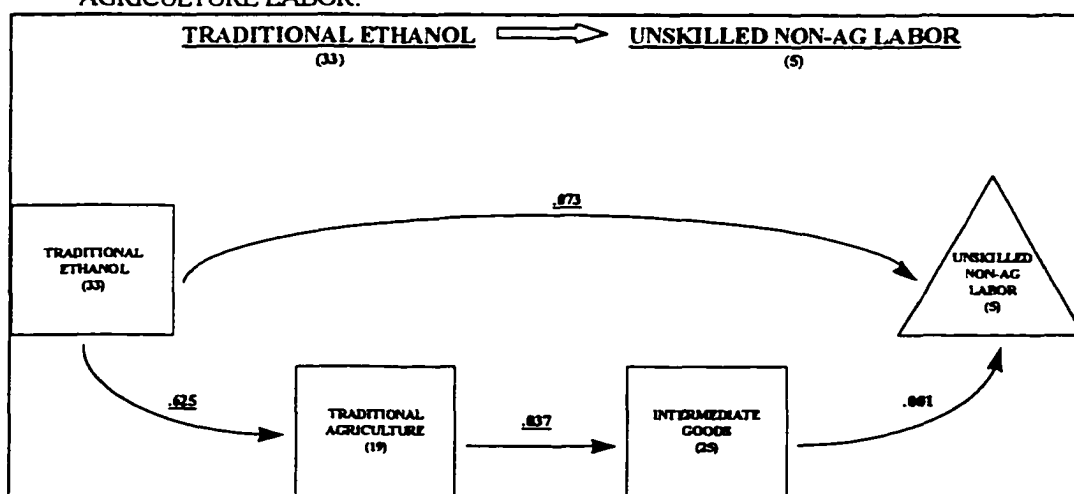 AGRICULTURE LABOR.
TRADITIONAL ETHANOL UNSKILLED NON-AG LABOR
(33) (5)
.073
TRADITIONAL
ETHANOL
(33)
UNSKILLED
NON-AG
LABOR
(5)
.625
TRADITIONAL
AGRICULTURE
(19)
.037
INTERMEDIATE
GOODS
(25)